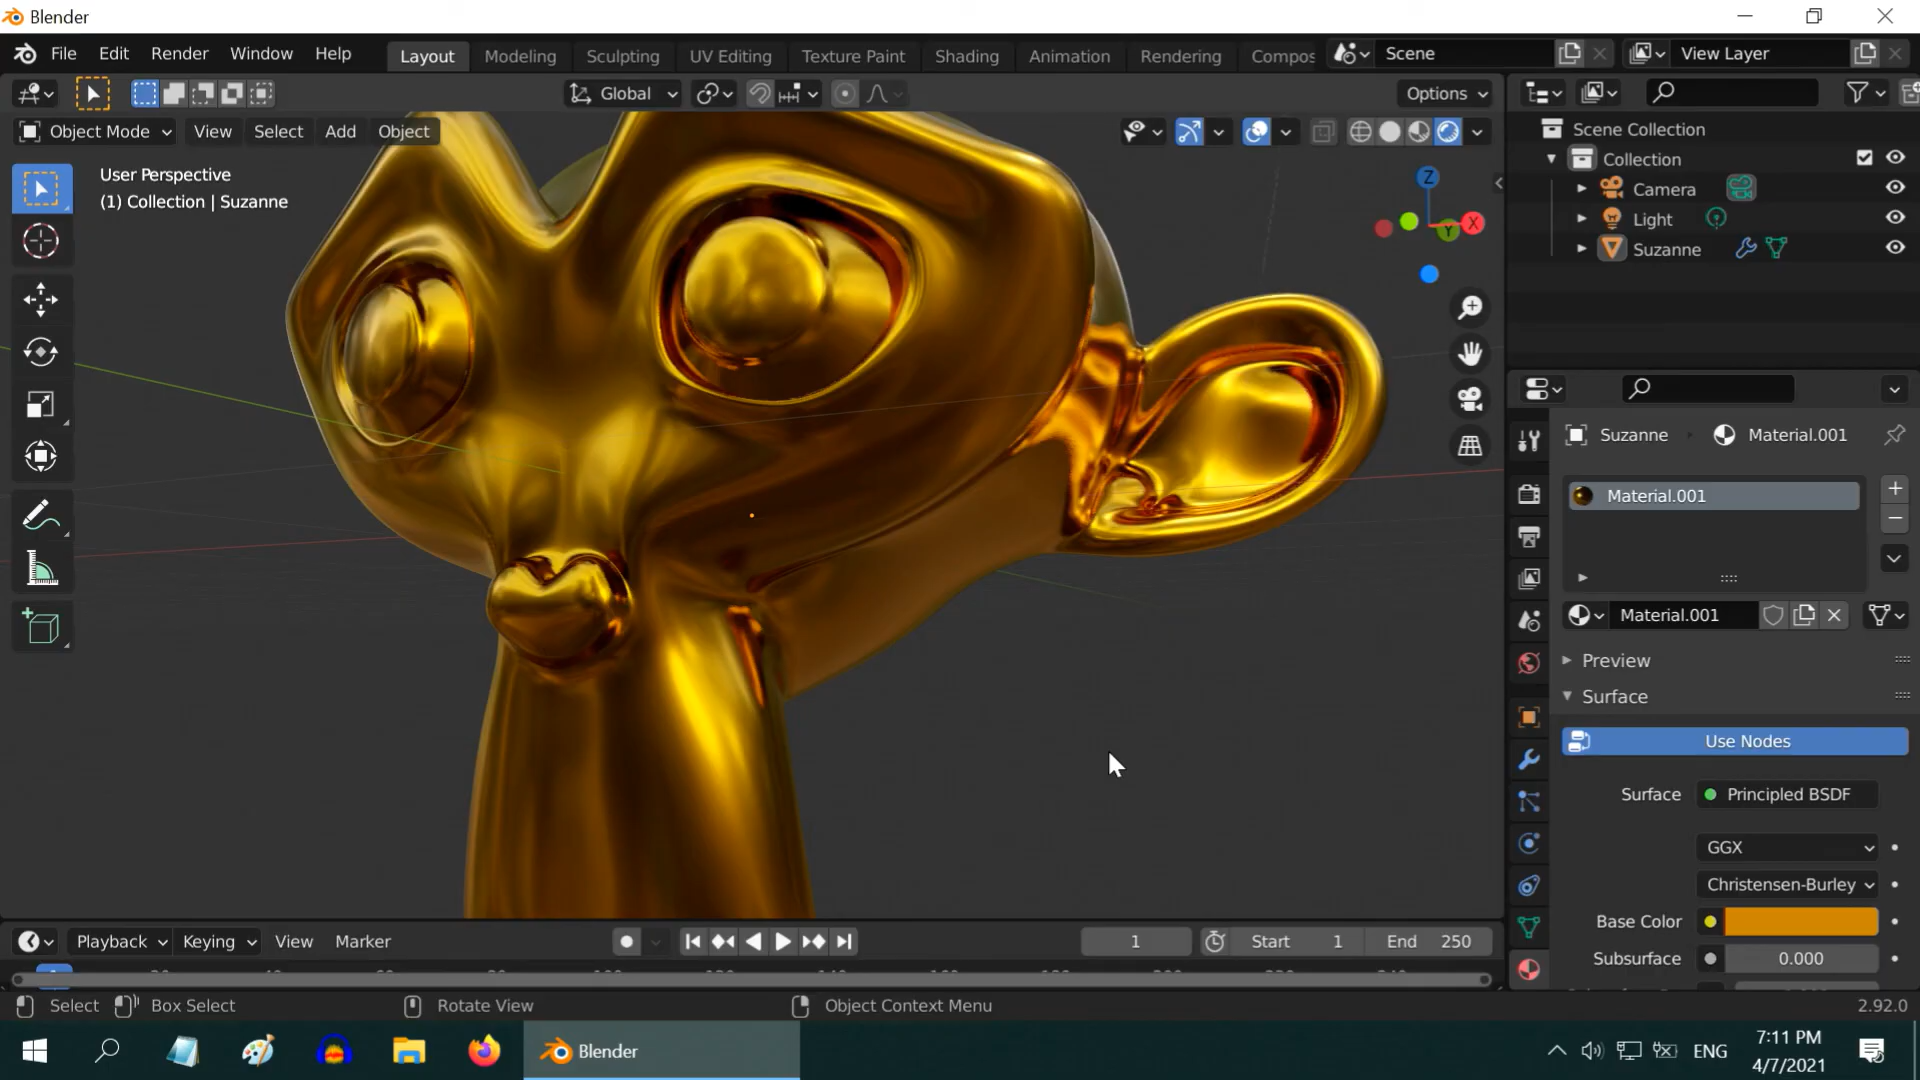 Blender
File Edit Render Window Help Layout Modeling Sculpting UV Editing Texture Paint Shading Animation Rendering Compos Scene View Layer
Global Options
Object Mode View Select Add Object
User Perspective
(1) Collection | Suzanne
Z
X
Y
Scene Collection
Collection
Camera
Light
Suzanne
Suzanne Material.001
Material.001
Material.001
Preview
Surface
Use Nodes
Surface Principled BSDF
GGX
Christensen-Burley
Base Color
Subsurface 0.000
Playback Keying View Marker 1 Start 1 End 250
Select Box Select Rotate View Object Context Menu 2.92.0
Blender ENG 7:11 PM
4/7/2021